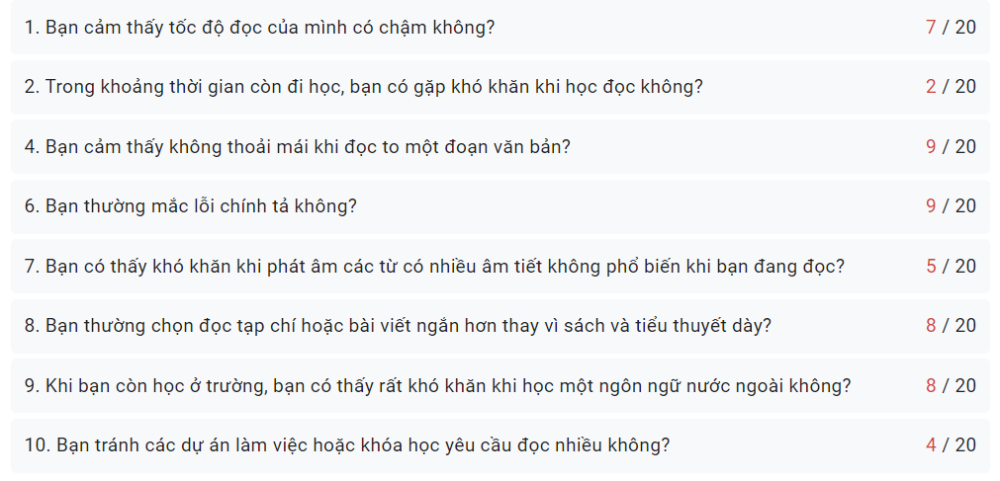 1. Bạn cảm thấy tốc độ đọc của mình có chậm không? 7 / 20
2. Trong khoảng thời gian còn đi học, bạn có gặp khó khăn khi học đọc không? 2 / 20
4. Bạn cảm thấy không thoải mái khi đọc to một đoạn văn bản? 9 / 20
6. Bạn thường mắc lỗi chính tả không? 9 / 20
7. Bạn có thấy khó khăn khi phát âm các từ có nhiều âm tiết không phổ biến khi bạn đang đọc? 5 / 20
8. Bạn thường chọn đọc tạp chí hoặc bài viết ngắn hơn thay vì sách và tiểu thuyết dày? 8 / 20
9. Khi bạn còn học ở trường, bạn có thấy rất khó khăn khi học một ngôn ngữ nước ngoài không? 8 / 20
10. Bạn tránh các dự án làm việc hoặc khóa học yêu cầu đọc nhiều không? 4 / 20